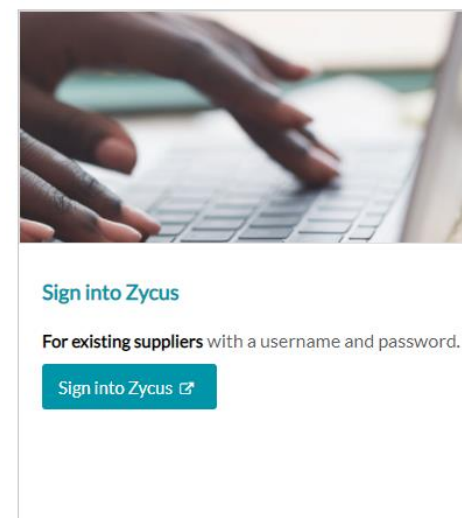 Sign into Zycus
For existing suppliers with a username and password.
Sign into Zycus